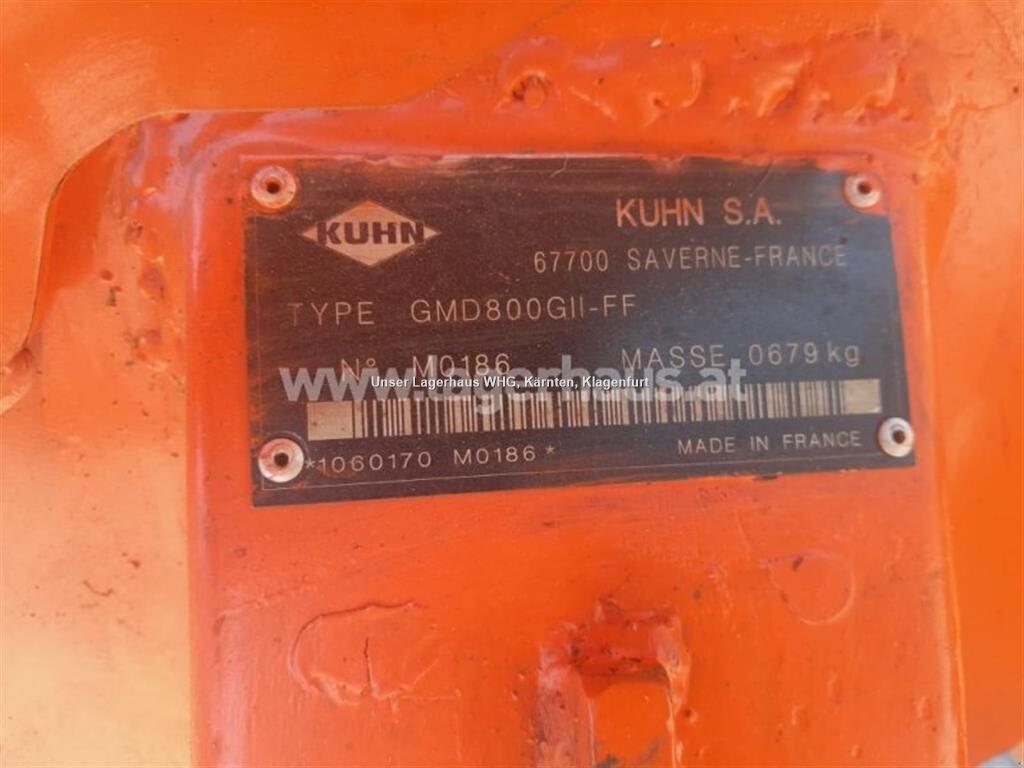 KUHN
KUHN S.A.
67700 SAVERNE-FRANCE
TYPE GMD800GII-FF
Nº M0186 MASSE 0679 kg
www.lagerhaus.at
Unser Lagerhaus WHG, Kärnten, Klagenfurt
*1060170 M0186*
MADE IN FRANCE